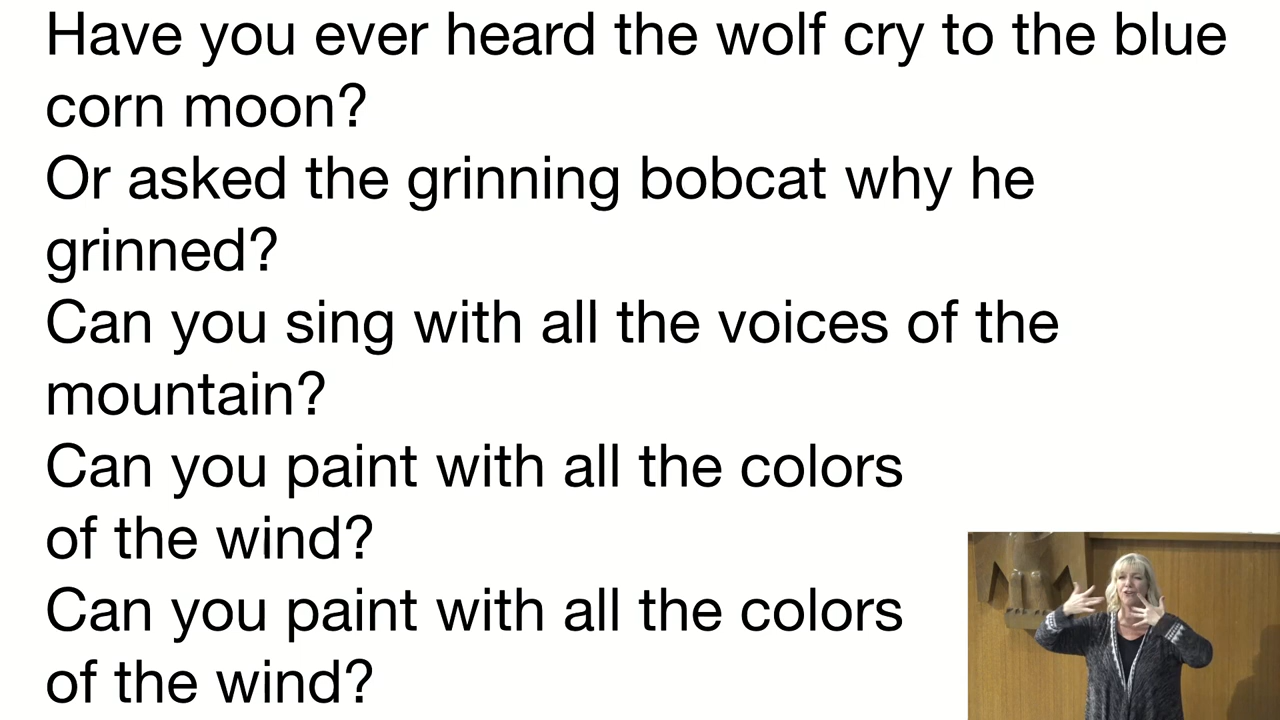 Have you ever heard the wolf cry to the blue
corn moon?
Or asked the grinning bobcat why he
grinned?
Can you sing with all the voices of the
mountain?
Can you paint with all the colors
of the wind?
Can you paint with all the colors
of the wind?